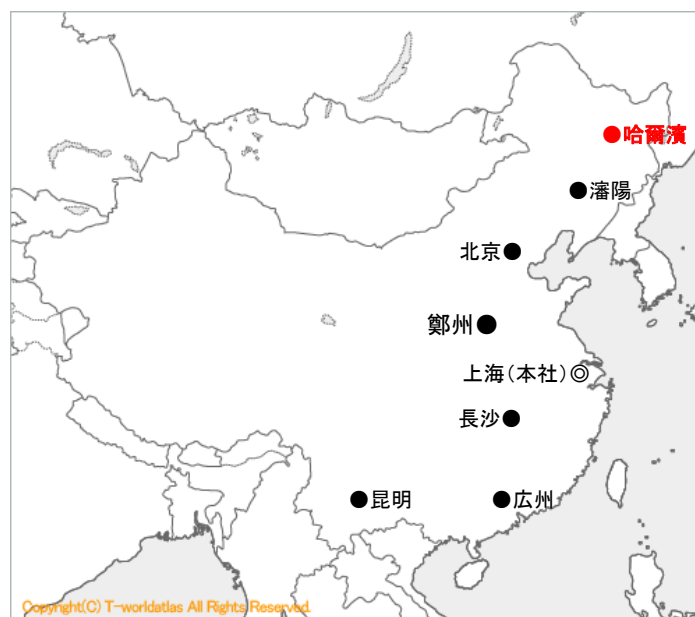 ●哈爾濱
●瀋陽
北京●
鄭州●
上海(本社)◎
長沙●
●昆明
●広州
Copyright(C) T-worldatlas All Rights Reserved.